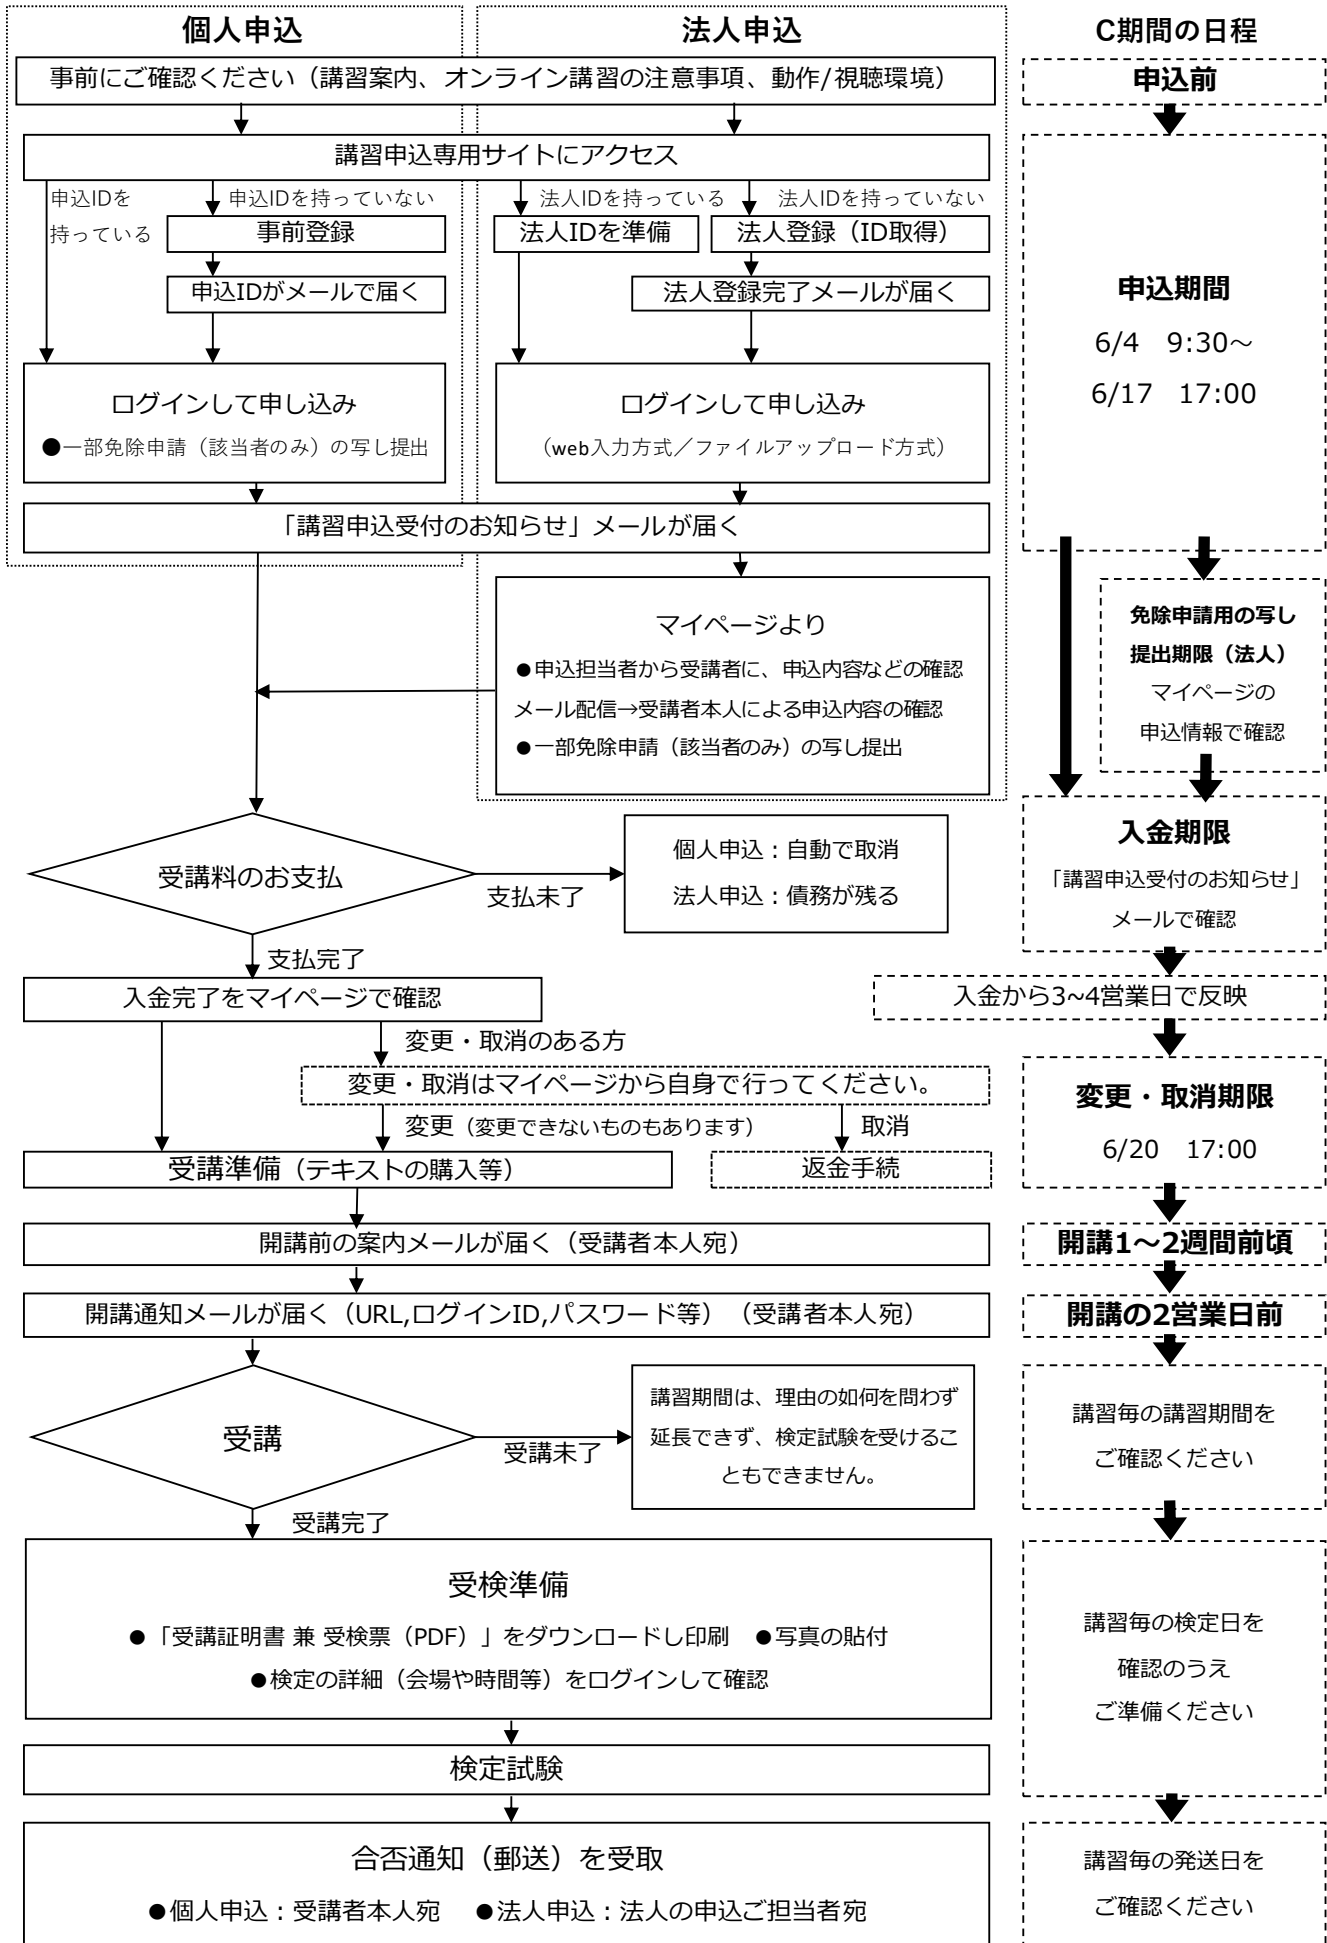 個人申込
法人申込
C期間の日程
事前にご確認ください（講習案内、オンライン講習の注意事項、動作/視聴環境）
申込前
講習申込専用サイトにアクセス
申込IDを
持っている
申込IDを持っていない
法人IDを持っている
法人IDを持っていない
事前登録
法人IDを準備
法人登録（ID取得）
申込IDがメールで届く
法人登録完了メールが届く
申込期間
6/4 9:30～
6/17 17:00
ログインして申し込み
●一部免除申請（該当者のみ）の写し提出
ログインして申し込み
（web入力方式／ファイルアップロード方式）
「講習申込受付のお知らせ」メールが届く
マイページより
●申込担当者から受講者に、申込内容などの確認
メール配信→受講者本人による申込内容の確認
●一部免除申請（該当者のみ）の写し提出
免除申請用の写し
提出期限（法人）
マイページの
申込情報で確認
受講料のお支払
支払未了
個人申込：自動で取消
法人申込：債務が残る
入金期限
「講習申込受付のお知らせ」
メールで確認
支払完了
入金完了をマイページで確認
入金から3~4営業日で反映
変更・取消のある方
変更・取消はマイページから自身で行ってください。
変更（変更できないものもあります）
取消
変更・取消期限
6/20 17:00
受講準備（テキストの購入等）
返金手続
開講前の案内メールが届く（受講者本人宛）
開講1～2週間前頃
開講通知メールが届く（URL,ログインID,パスワード等）（受講者本人宛）
開講の2営業日前
受講
受講未了
講習期間は、理由の如何を問わず
延長できず、検定試験を受けるこ
ともできません。
講習毎の講習期間を
ご確認ください
受講完了
受検準備
●「受講証明書 兼 受検票（PDF）」をダウンロードし印刷 ●写真の貼付
●検定の詳細（会場や時間等）をログインして確認
講習毎の検定日を
確認のうえ
ご準備ください
検定試験
合否通知（郵送）を受取
●個人申込：受講者本人宛 ●法人申込：法人の申込ご担当者宛
講習毎の発送日を
ご確認ください